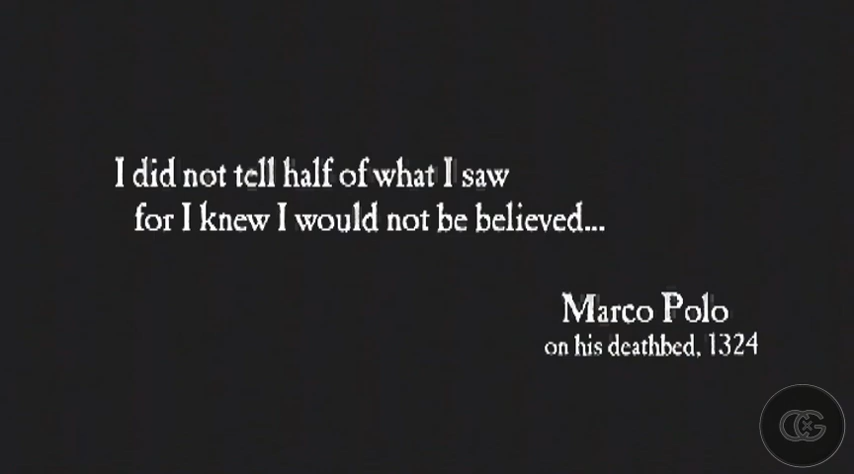 I did not tell half of what I saw
for I knew I would not be believed...
Marco Polo
on his deathbed, 1324